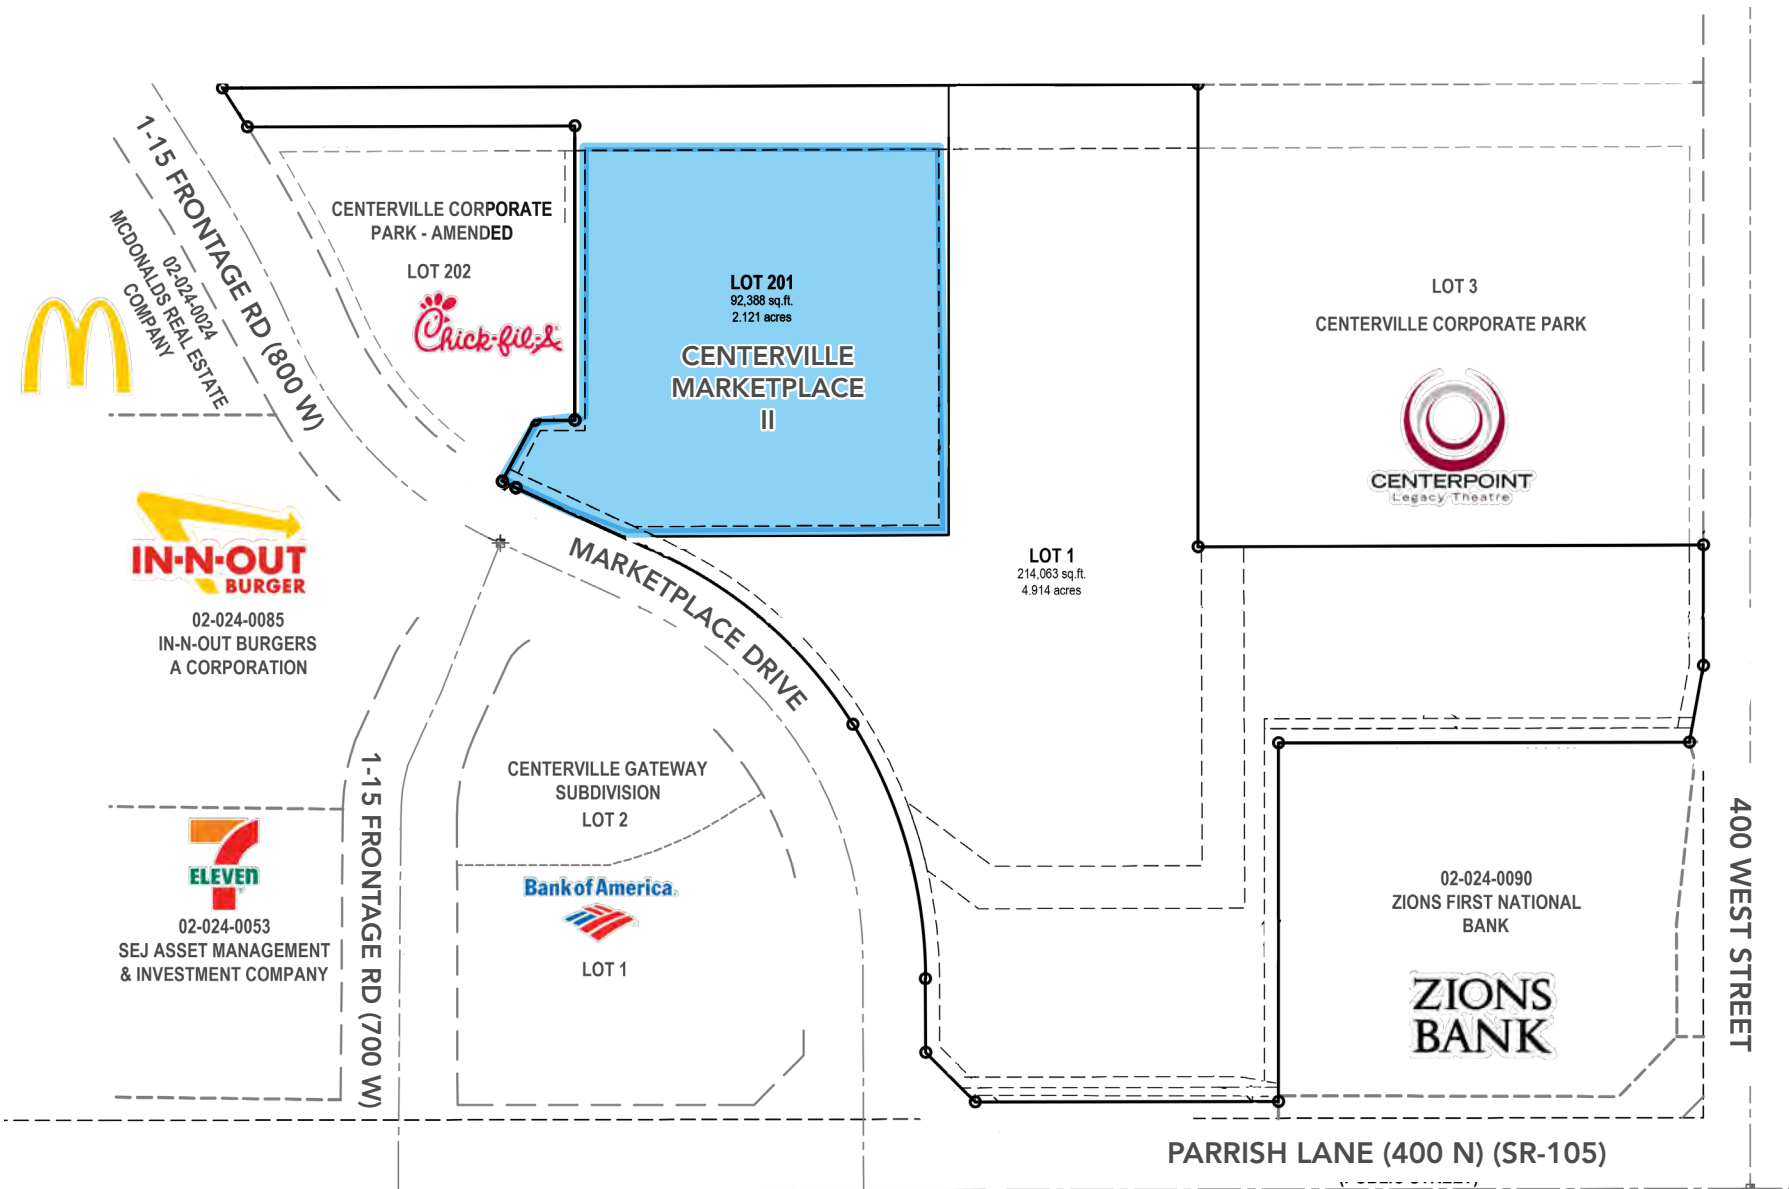 1-15 FRONTAGE RD (800 W)
02-024-0024
MCDONALDS REAL ESTATE
COMPANY
CENTERVILLE CORPORATE
PARK - AMENDED
LOT 202
Chick-fil-A
LOT 201
92,388 sq.ft.
2.121 acres
CENTERVILLE
MARKETPLACE
II
LOT 3
CENTERVILLE CORPORATE PARK
CENTERPOINT
Legacy Theatre
IN-N-OUT
BURGER
02-024-0085
IN-N-OUT BURGERS
A CORPORATION
MARKETPLACE DRIVE
LOT 1
214,063 sq.ft.
4.914 acres
7
ELEVEN
02-024-0053
SEJ ASSET MANAGEMENT
& INVESTMENT COMPANY
1-15 FRONTAGE RD (700 W)
CENTERVILLE GATEWAY
SUBDIVISION
LOT 2
Bank of America
LOT 1
02-024-0090
ZIONS FIRST NATIONAL
BANK
ZIONS
BANK
400 WEST STREET
PARRISH LANE (400 N) (SR-105)